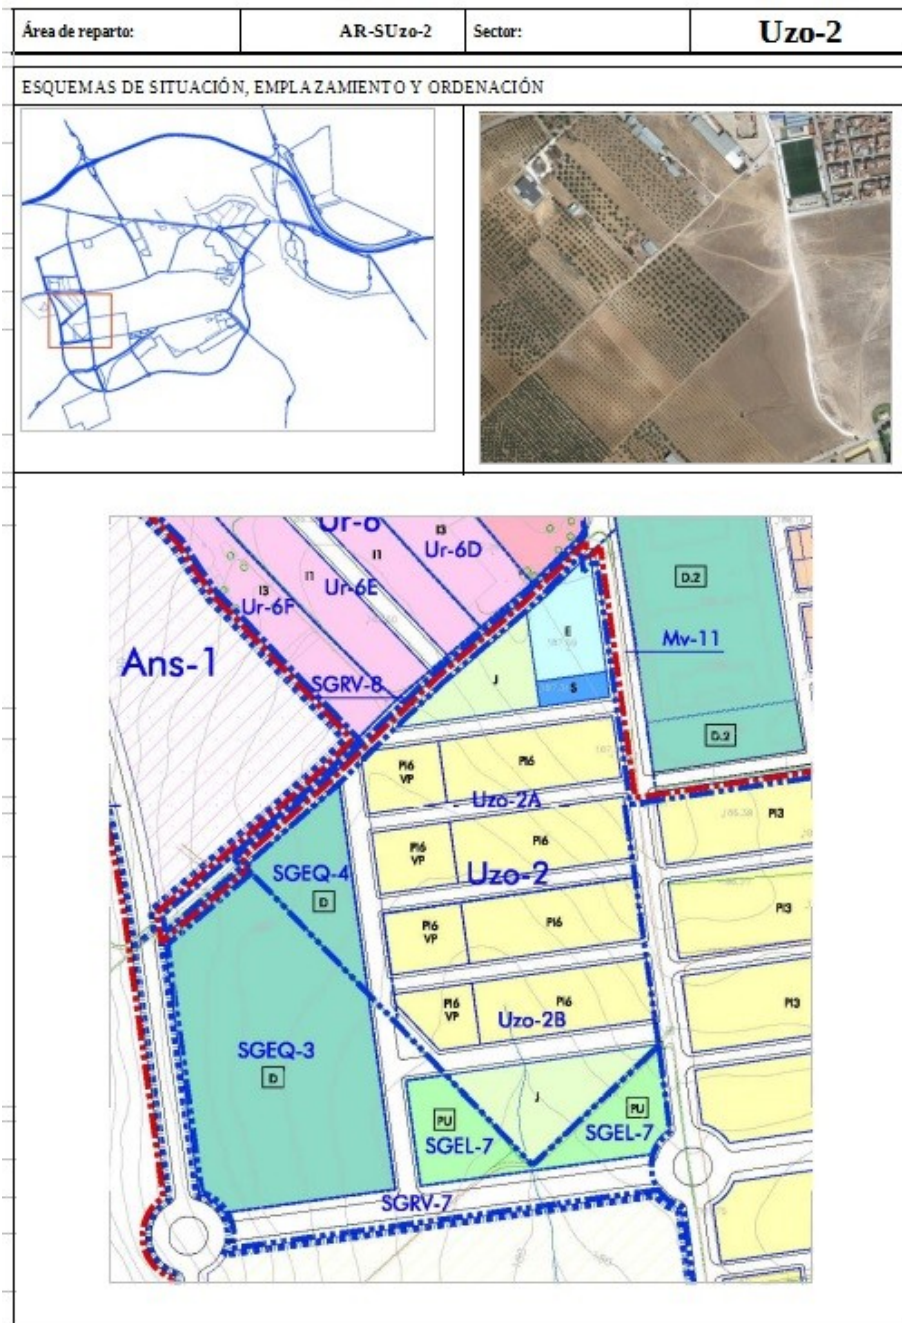 Área de reparto: AR-SUzo-2 Sector: Uzo-2
ESQUEMAS DE SITUACIÓN, EMPLAZAMIENTO Y ORDENACIÓN
Ur-6
I3
I1
Ur-6D
D.2
I3
I1
Ur-6E
Ur-6F
E
Mv-11
Ans-1
SGRV-8
J
S
D.2
PI6
VP
PI6
Uzo-2A
PI3
PI6
VP
PI6
SGEQ-4
Uzo-2
D
PI6
VP
PI6
PI3
PI6
VP
PI6
PI3
Uzo-2B
SGEQ-3
D
J
PU
SGEL-7
PU
SGEL-7
SGRV-7